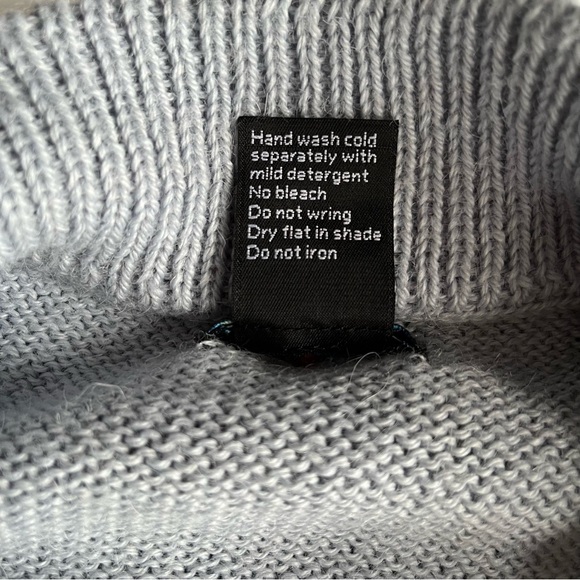 Hand wash cold
separately with
mild detergent
No bleach
Do not wring
Dry flat in shade
Do not iron